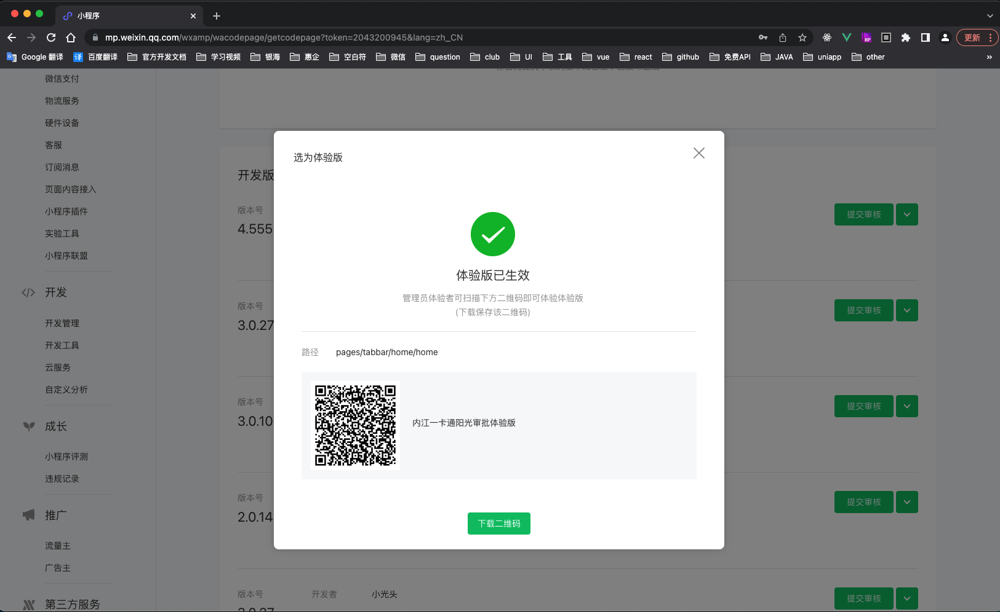 小程序
mp.weixin.qq.com/wxamp/wacodepage/getcodepage?token=2043200945&lang=zh_CN
更新
Google 翻译
百度翻译
官方开发文档
学习视频
银海
惠企
空白符
微信
question
club
UI
工具
vue
react
github
免费API
JAVA
uniapp
other
微信支付
物流服务
硬件设备
客服
订阅消息
页面内容接入
小程序插件
实验工具
小程序联盟
开发
开发管理
开发工具
云服务
自定义分析
成长
小程序评测
违规记录
推广
流量主
广告主
第三方服务
选为体验版
体验版已生效
管理员体验者可扫描下方二维码即可体验体验版
(下载保存该二维码)
路径 pages/tabbar/home/home
内江一卡通阳光审批体验版
下载二维码
开发版
版本号
4.555
提交审核
版本号
3.0.27
提交审核
版本号
3.0.10
提交审核
版本号
2.0.14
提交审核
版本号 开发者 小光头
提交审核